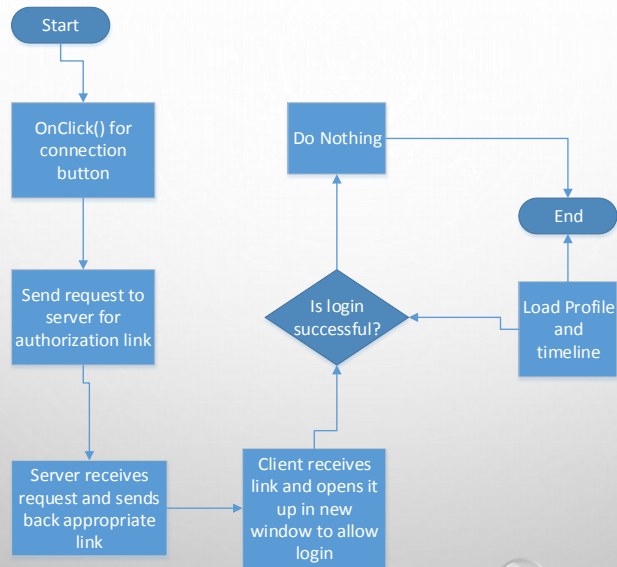 Start
OnClick() for
connection
button
Send request to
server for
authorization link
Server receives
request and sends
back appropriate
link
Client receives
link and opens it
up in new
window to allow
login
Is login
successful?
Do Nothing
Load Profile
and
timeline
End